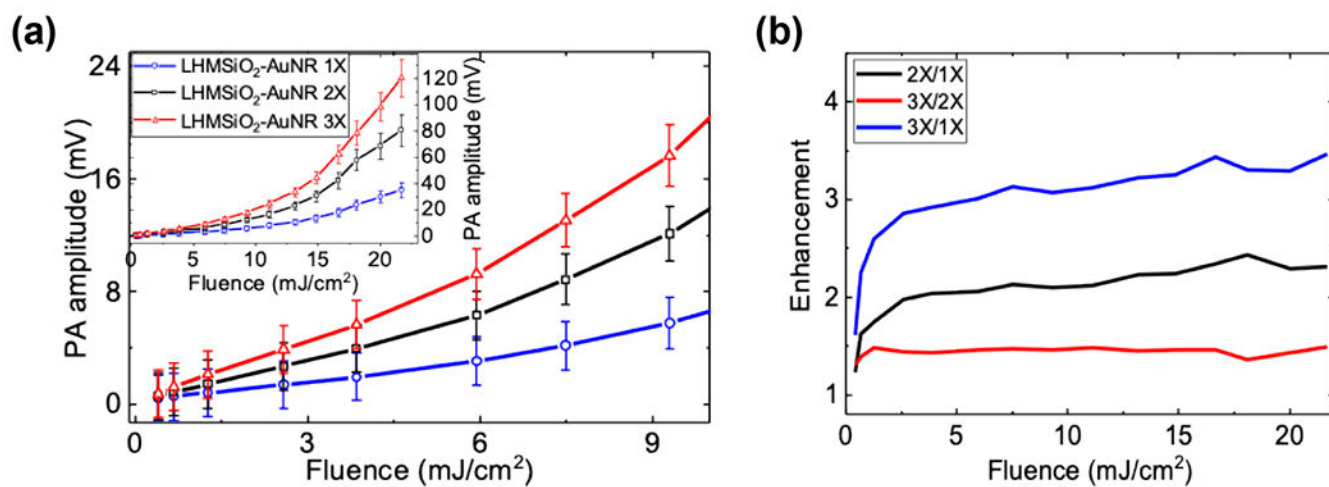 (a)
24
16
8
0
PA amplitude (mV)
LHMSiO₂-AuNR 1X
LHMSiO₂-AuNR 2X
LHMSiO₂-AuNR 3X
120
100
80
60
40
20
0
PA amplitude (mV)
0 5 10 15 20
Fluence (mJ/cm²)
0 3 6 9
Fluence (mJ/cm²)
(b)
2X/1X
3X/2X
3X/1X
4
3
2
1
Enhancement
0 5 10 15 20
Fluence (mJ/cm²)